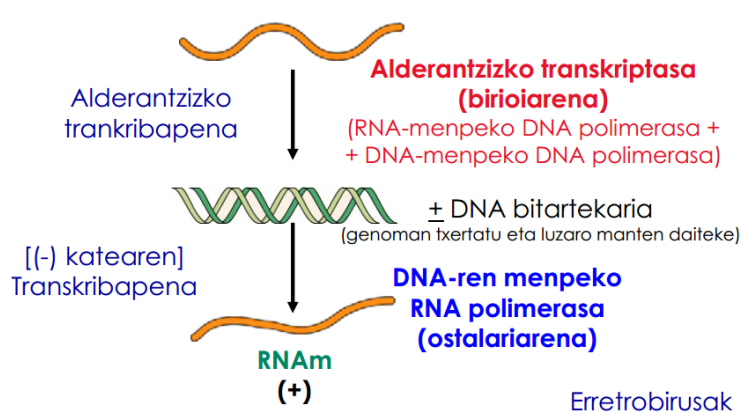 Alderantzizko
trankribapena
Alderantzizko transkriptasa
(birioiarena)
(RNA-menpeko DNA polimerasa +
+ DNA-menpeko DNA polimerasa)
± DNA bitartekaria
(genoman txertatu eta luzaro manten daiteke)
[(-) katearen]
Transkribapena
DNA-ren menpeko
RNA polimerasa
(ostalariarena)
RNAm
(+)
Erretrobirusak